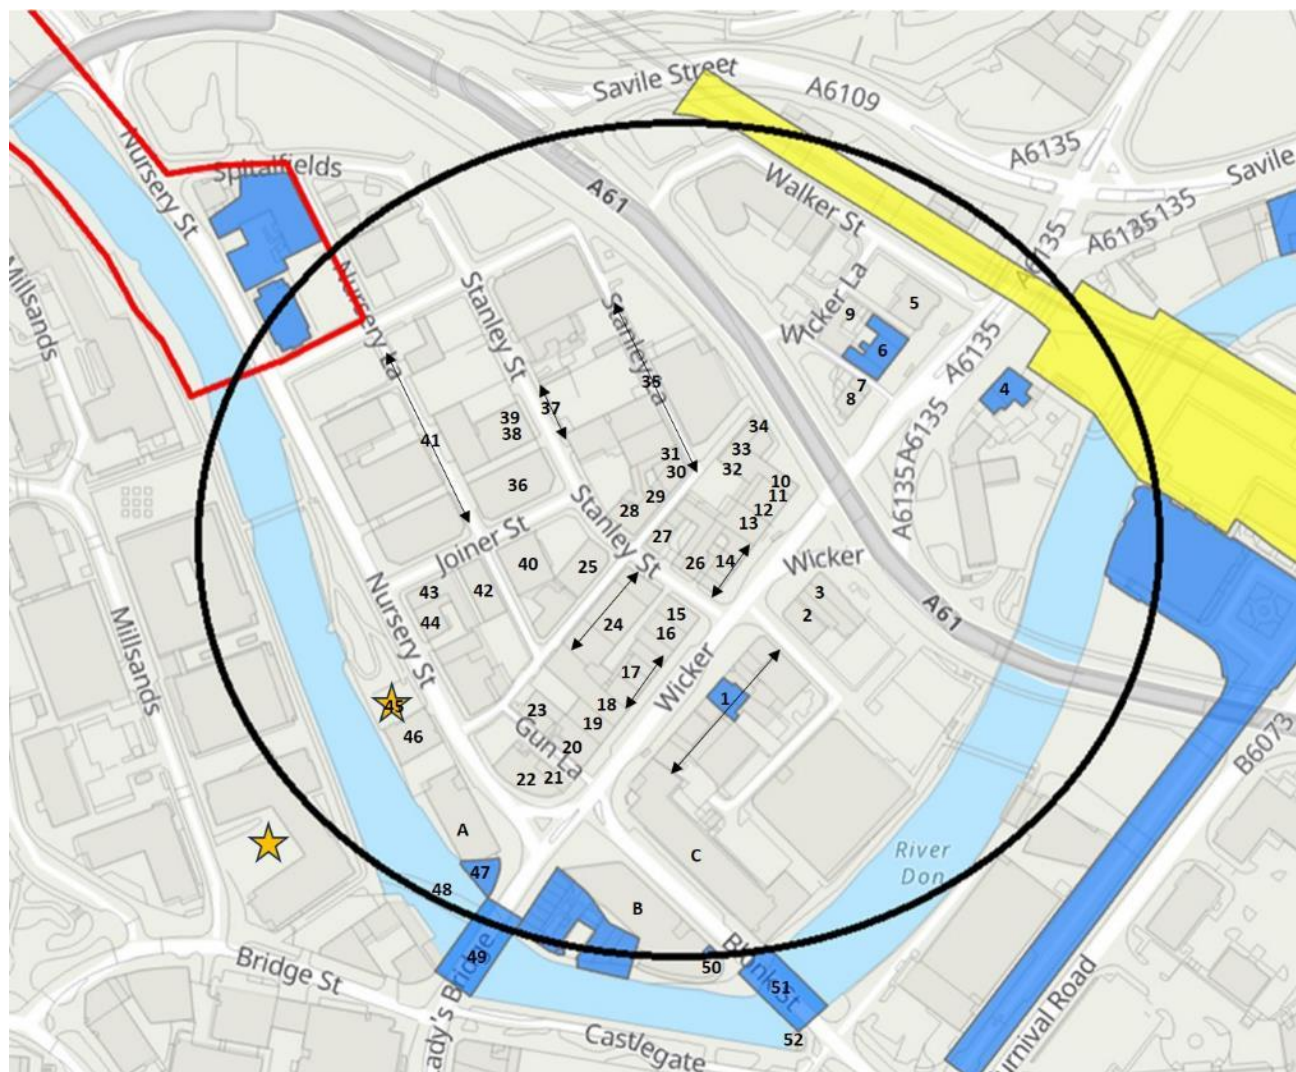 Savile Street
A6109
A6135
Savile
A6135
A6135
A6135
Nursery St
Spitalfields
A61
Walker St
Millsands
Nursery La
Stanley St
Stanley La
Wicker La
5
9
6
7
8
4
A6135
A6135
A6135
35
37
39
38
41
36
34
33
31
30
32
29
28
10
11
12
13
27
26
14
Joiner St
Stanley St
Wicker
40
25
3
2
A61
43
42
44
24
15
16
17
Nursery St
Millsands
Wicker
1
45
46
23
18
19
20
Gun La
22
21
B6073
A
C
River
Don
47
48
B
49
50
51
52
Bridge St
Lady's Bridge
Blonk St
Castlegate
Furnival Road